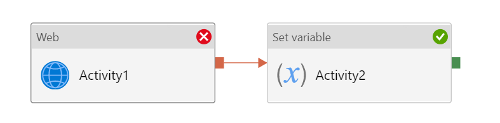 Web
Activity1
Set variable
(x) Activity2